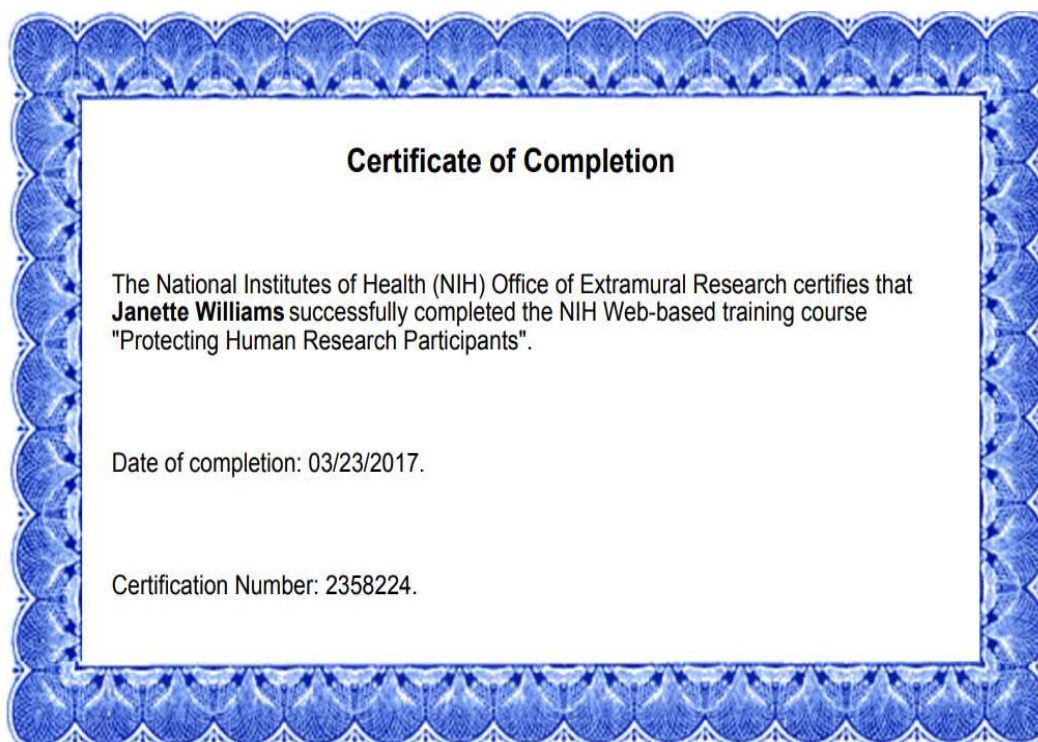 Certificate of Completion
The National Institutes of Health (NIH) Office of Extramural Research certifies that
Janette Williams successfully completed the NIH Web-based training course
"Protecting Human Research Participants".
Date of completion: 03/23/2017.
Certification Number: 2358224.